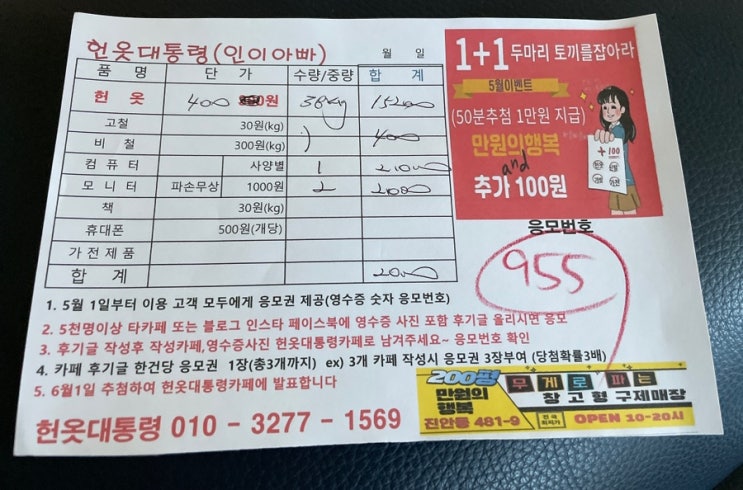 헌옷대통령(인이아빠)
월 일
품 명 단 가 수량/중량 합 계
헌 옷 400 원 38kg 15200
고철 30원(kg)
비 철 300원(kg) 400
컴 퓨 터 사양별 1
모 니 터 파손무상 1000원 2 2000
책 30원(kg)
휴대폰 500원(개당)
가 전 제 품
합 계
1+1 두마리 토끼를잡아라
5월이벤트
(50분추첨 1만원 지급)
만원의행복
and
추가 100원
+100
응모번호
955
1. 5월 1일부터 이용 고객 모두에게 응모권 제공(영수증 숫자 응모번호)
2. 5천명이상 타카페 또는 블로그 인스타 페이스북에 영수증 사진 포함 후기글 올리시면 응모
3. 후기글 작성후 작성카페,영수증사진 헌옷대통령카페로 남겨주세요~ 응모번호 확인
4. 카페 후기글 한건당 응모권 1장(총3개까지) ex) 3개 카페 작성시 응모권 3장부여 (당첨확률3배)
5. 6월1일 추첨하여 헌옷대통령카페에 발표합니다
헌옷대통령 010 - 3277 - 1569
200평
만원의
행복
무게로파는
창고형 구제매장
진안동 481-9
전국
최저가
OPEN 10-20시